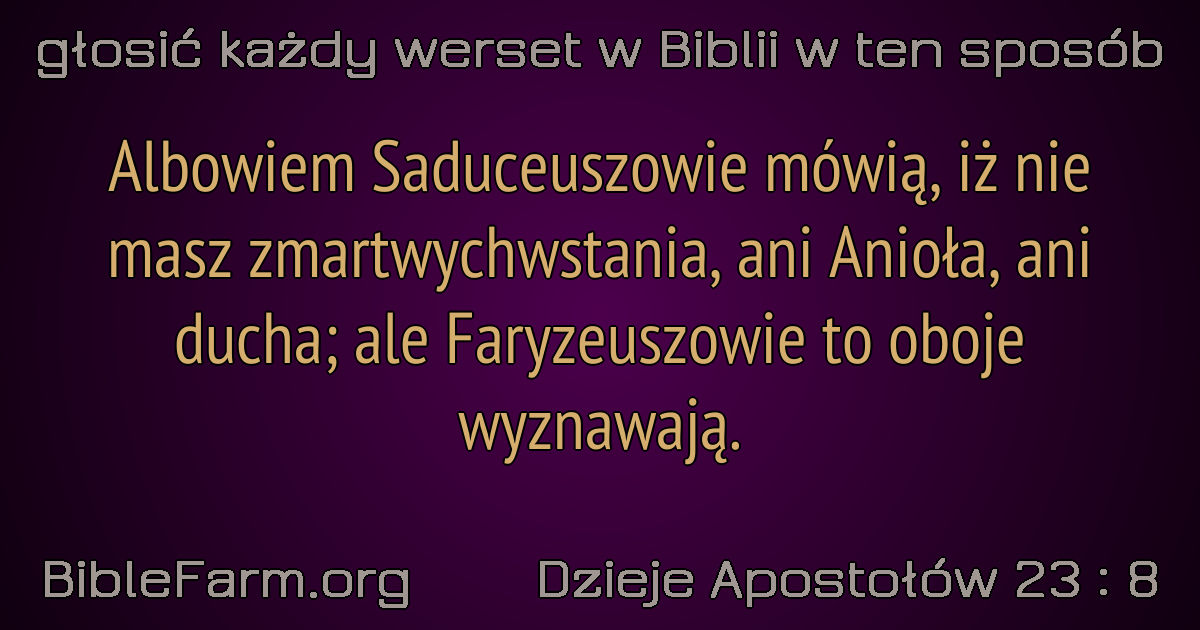 głosić każdy werset w Biblii w ten sposób
Albowiem Saduceuszowie mówią, iż nie
masz zmartwychwstania, ani Anioła, ani
ducha; ale Faryzeuszowie to oboje
wyznawają.
BibleFarm.org
Dzieje Apostołów 23 : 8